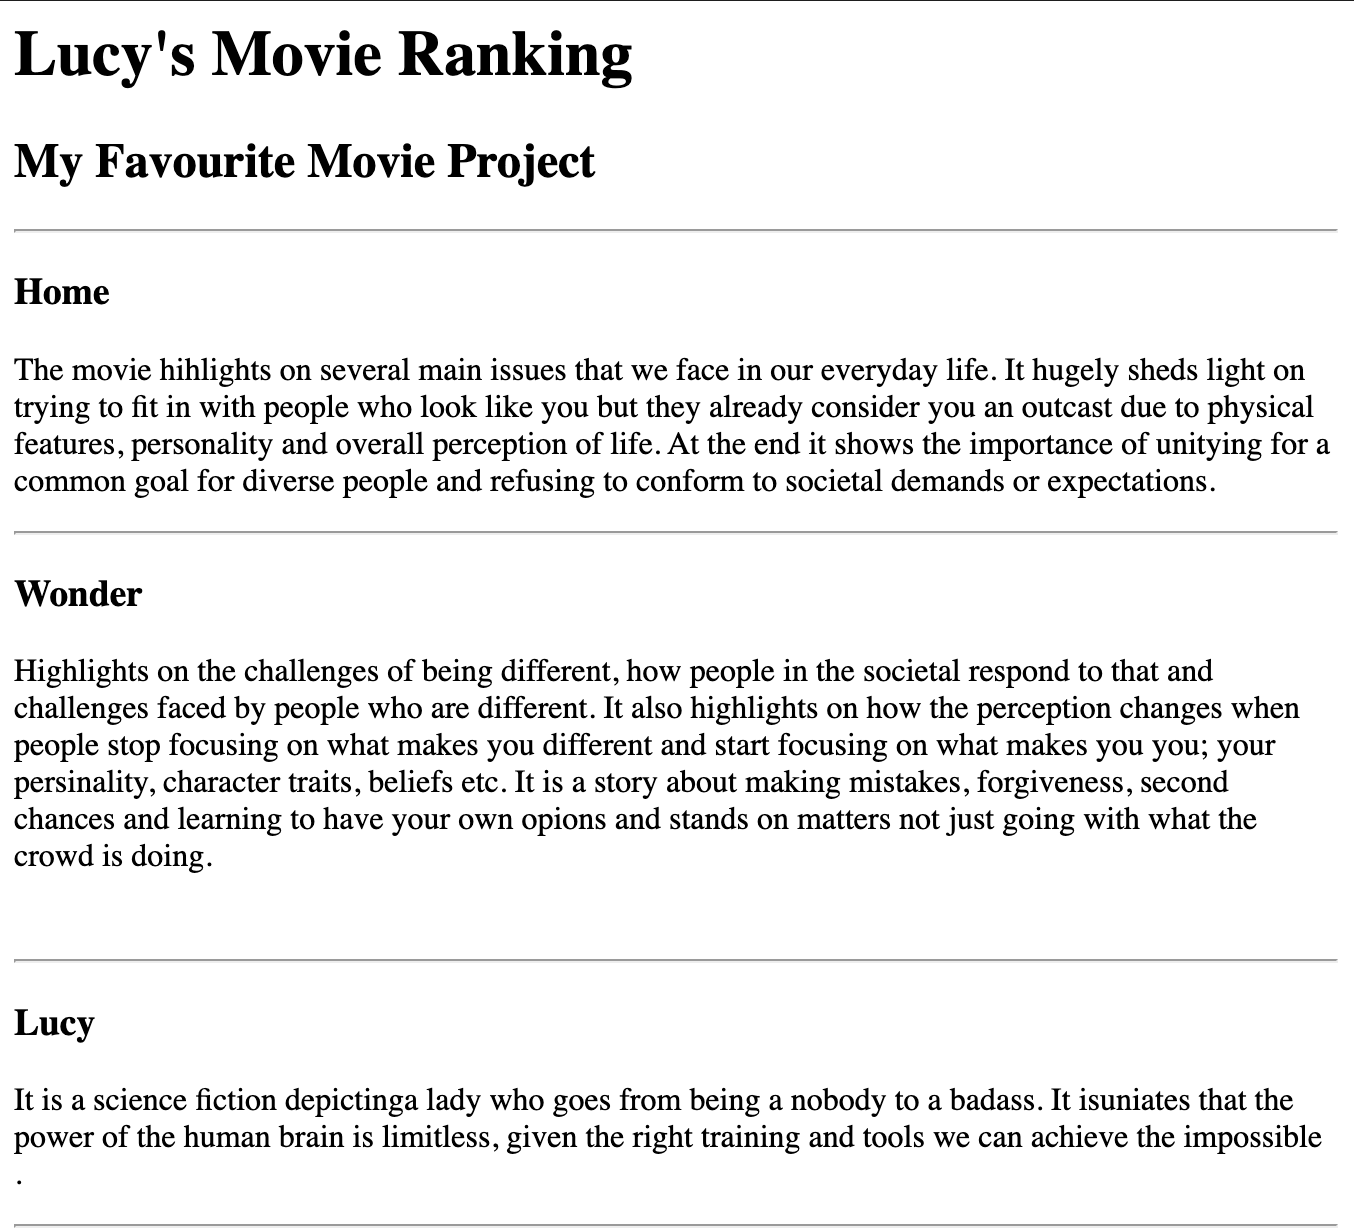 Lucy's Movie Ranking
My Favourite Movie Project
Home
The movie hihlights on several main issues that we face in our everyday life. It hugely sheds light on
trying to fit in with people who look like you but they already consider you an outcast due to physical
features, personality and overall perception of life. At the end it shows the importance of unitying for a
common goal for diverse people and refusing to conform to societal demands or expectations.
Wonder
Highlights on the challenges of being different, how people in the societal respond to that and
challenges faced by people who are different. It also highlights on how the perception changes when
people stop focusing on what makes you different and start focusing on what makes you you; your
persinality, character traits, beliefs etc. It is a story about making mistakes, forgiveness, second
chances and learning to have your own opions and stands on matters not just going with what the
crowd is doing.
Lucy
It is a science fiction depictinga lady who goes from being a nobody to a badass. It isuniates that the
power of the human brain is limitless, given the right training and tools we can achieve the impossible
.